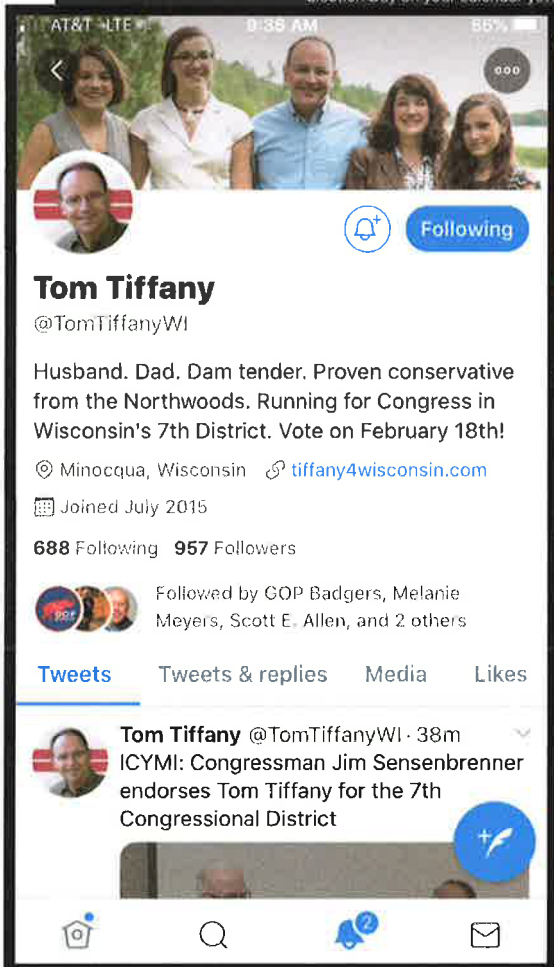 AT&T LTE 9:36 AM 66%
Following
Tom Tiffany
@TomTiffanyWI
Husband. Dad. Dam tender. Proven conservative
from the Northwoods. Running for Congress in
Wisconsin's 7th District. Vote on February 18th!
Minocqua, Wisconsin tiffany4wisconsin.com
Joined July 2015
688 Following 957 Followers
Followed by GOP Badgers, Melanie
Meyers, Scott E. Allen, and 2 others
Tweets Tweets & replies Media Likes
Tom Tiffany @TomTiffanyWI · 38m
ICYMI: Congressman Jim Sensenbrenner
endorses Tom Tiffany for the 7th
Congressional District
2